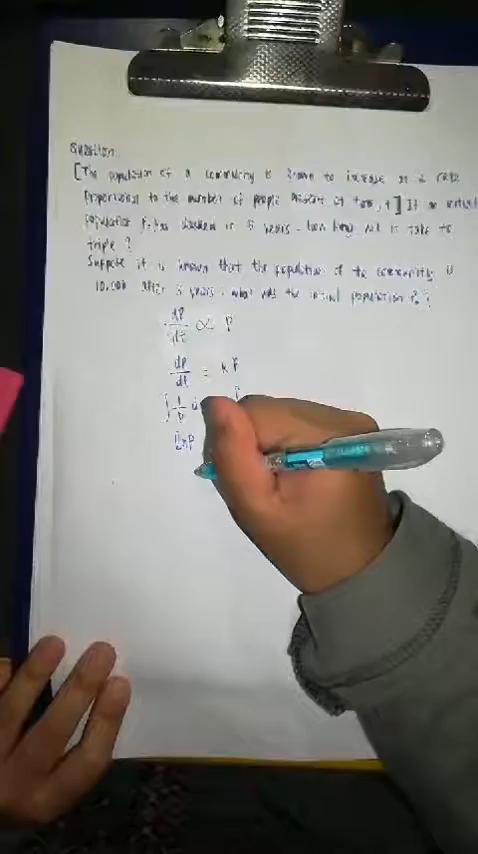 Question
[The population of a community is known to increase at a rate
proportional to the number of people present at time, t] If an initial
population P₀ has doubled in 5 years. how long will it take to
triple ?
Suppose it is known that the population of the community is
10,000 after 3 years. what was the initial population P₀ ?
dP/dt ∝ P
dP/dt = kP
∫ 1/P
ln P